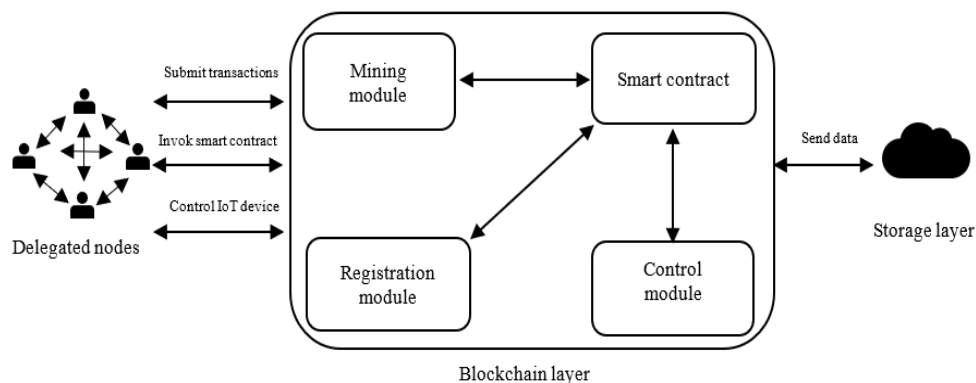 Submit transactions
Invok smart contract
Control IoT device
Delegated nodes
Mining
module
Smart contract
Registration
module
Control
module
Blockchain layer
Send data
Storage layer